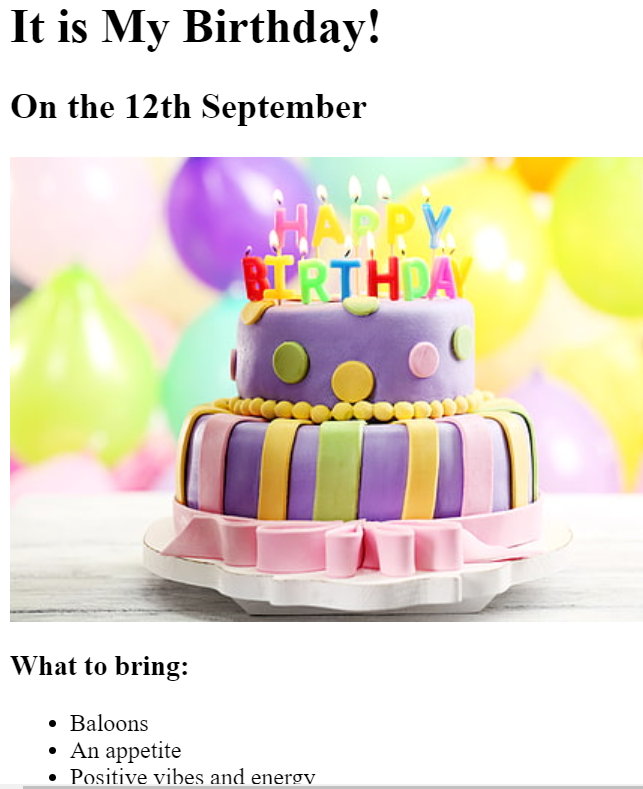 It is My Birthday!
On the 12th September
HAPPY
BIRTHDAY
What to bring:
Baloons
An appetite
Positive vibes and energy